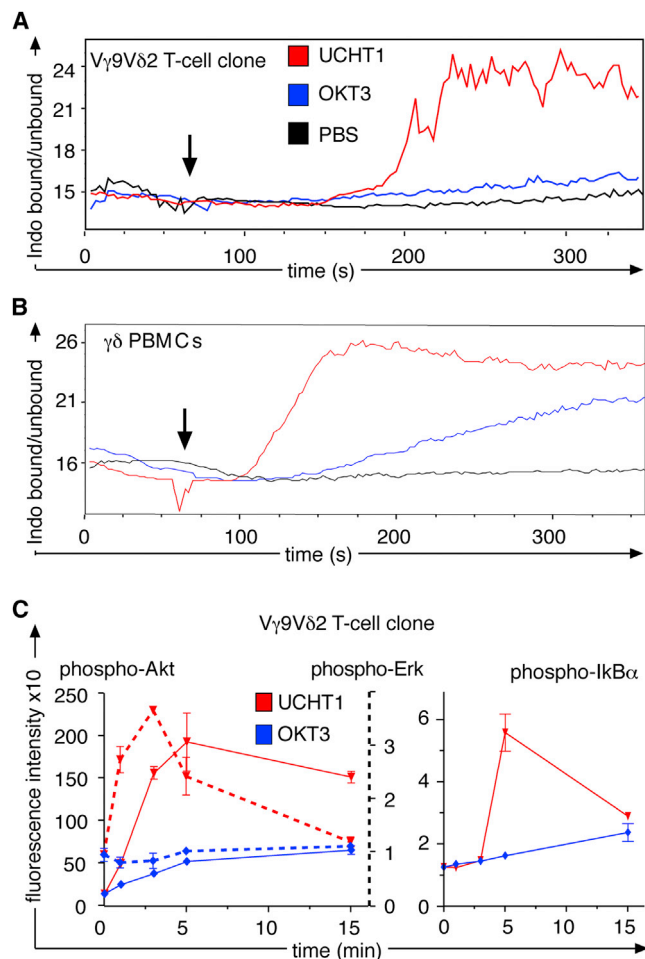 A
Vγ9Vδ2 T-cell clone
UCHT1
OKT3
PBS
Indo bound/unbound
24
21
18
15
0 100 200 300
time (s)
B
γδ PBMCs
Indo bound/unbound
26
21
16
0 100 200 300
time (s)
C
Vγ9Vδ2 T-cell clone
phospho-Akt phospho-Erk phospho-IkBα
UCHT1
OKT3
fluorescence intensity x10
250
200
150
100
50
0
3
2
1
0
6
4
2
0
0 5 10 15 0 5 10 15
time (min)